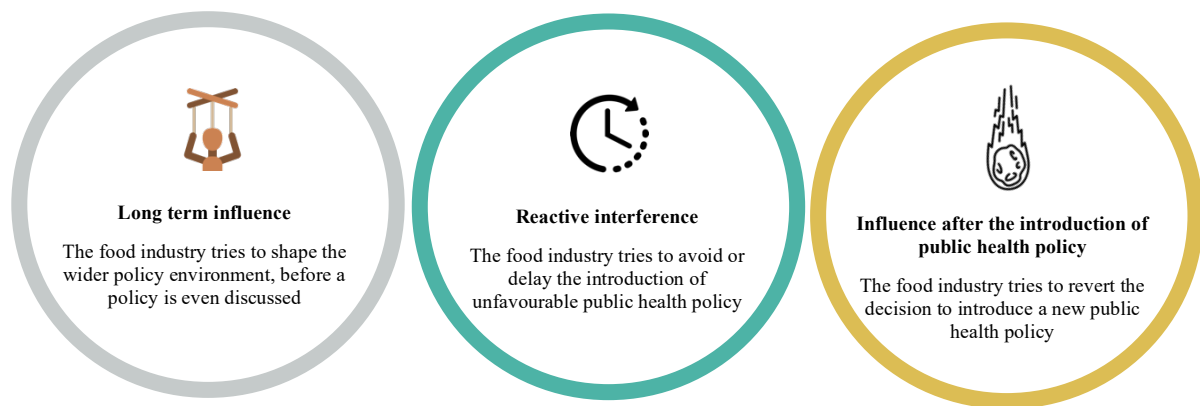 Long term influence
The food industry tries to shape the
wider policy environment, before a
policy is even discussed
Reactive interference
The food industry tries to avoid or
delay the introduction of
unfavourable public health policy
Influence after the introduction of
public health policy
The food industry tries to revert the
decision to introduce a new public
health policy